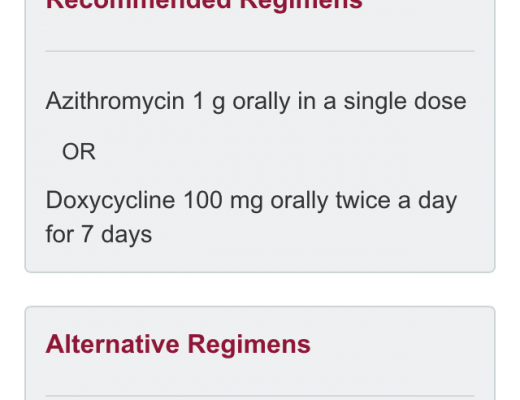 Recommended Regimens
Azithromycin 1 g orally in a single dose
OR
Doxycycline 100 mg orally twice a day
for 7 days
Alternative Regimens